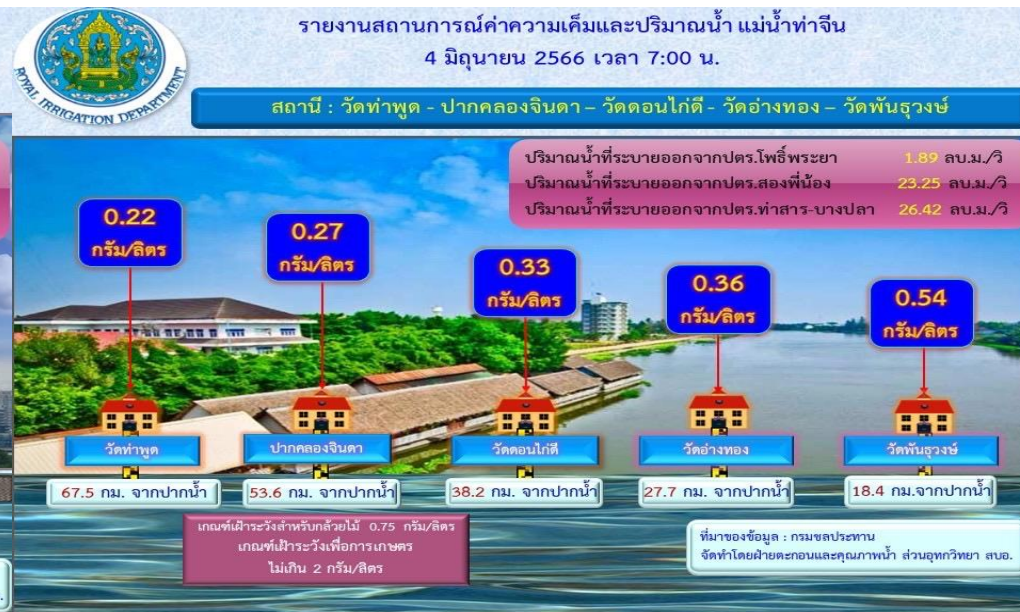 รายงานสถานการณ์ค่าความเค็มและปริมาณน้ำ แม่น้ำท่าจีน
4 มิถุนายน 2566 เวลา 7:00 น.
ROYAL IRRIGATION DEPARTMENT
สถานี : วัดท่าพูด - ปากคลองจินดา – วัดดอนไก่ดี - วัดอ่างทอง – วัดพันธุวงษ์
ปริมาณน้ำที่ระบายออกจากปตร.โพธิ์พระยา 1.89 ลบ.ม./วิ
ปริมาณน้ำที่ระบายออกจากปตร.สองพี่น้อง 23.25 ลบ.ม./วิ
ปริมาณน้ำที่ระบายออกจากปตร.ท่าสาร-บางปลา 26.42 ลบ.ม./วิ
0.22
กรัม/ลิตร
0.27
กรัม/ลิตร
0.33
กรัม/ลิตร
0.36
กรัม/ลิตร
0.54
กรัม/ลิตร
วัดท่าพูด
ปากคลองจินดา
วัดดอนไก่ดี
วัดอ่างทอง
วัดพันธุวงษ์
67.5 กม. จากปากน้ำ
53.6 กม. จากปากน้ำ
38.2 กม. จากปากน้ำ
27.7 กม. จากปากน้ำ
18.4 กม.จากปากน้ำ
เกณฑ์เฝ้าระวังสำหรับกล้วยไม้ 0.75 กรัม/ลิตร
เกณฑ์เฝ้าระวังเพื่อการเกษตร
ไม่เกิน 2 กรัม/ลิตร
ที่มาของข้อมูล : กรมชลประทาน
จัดทำโดยฝ่ายตะกอนและคุณภาพน้ำ ส่วนอุทกวิทยา สบอ.